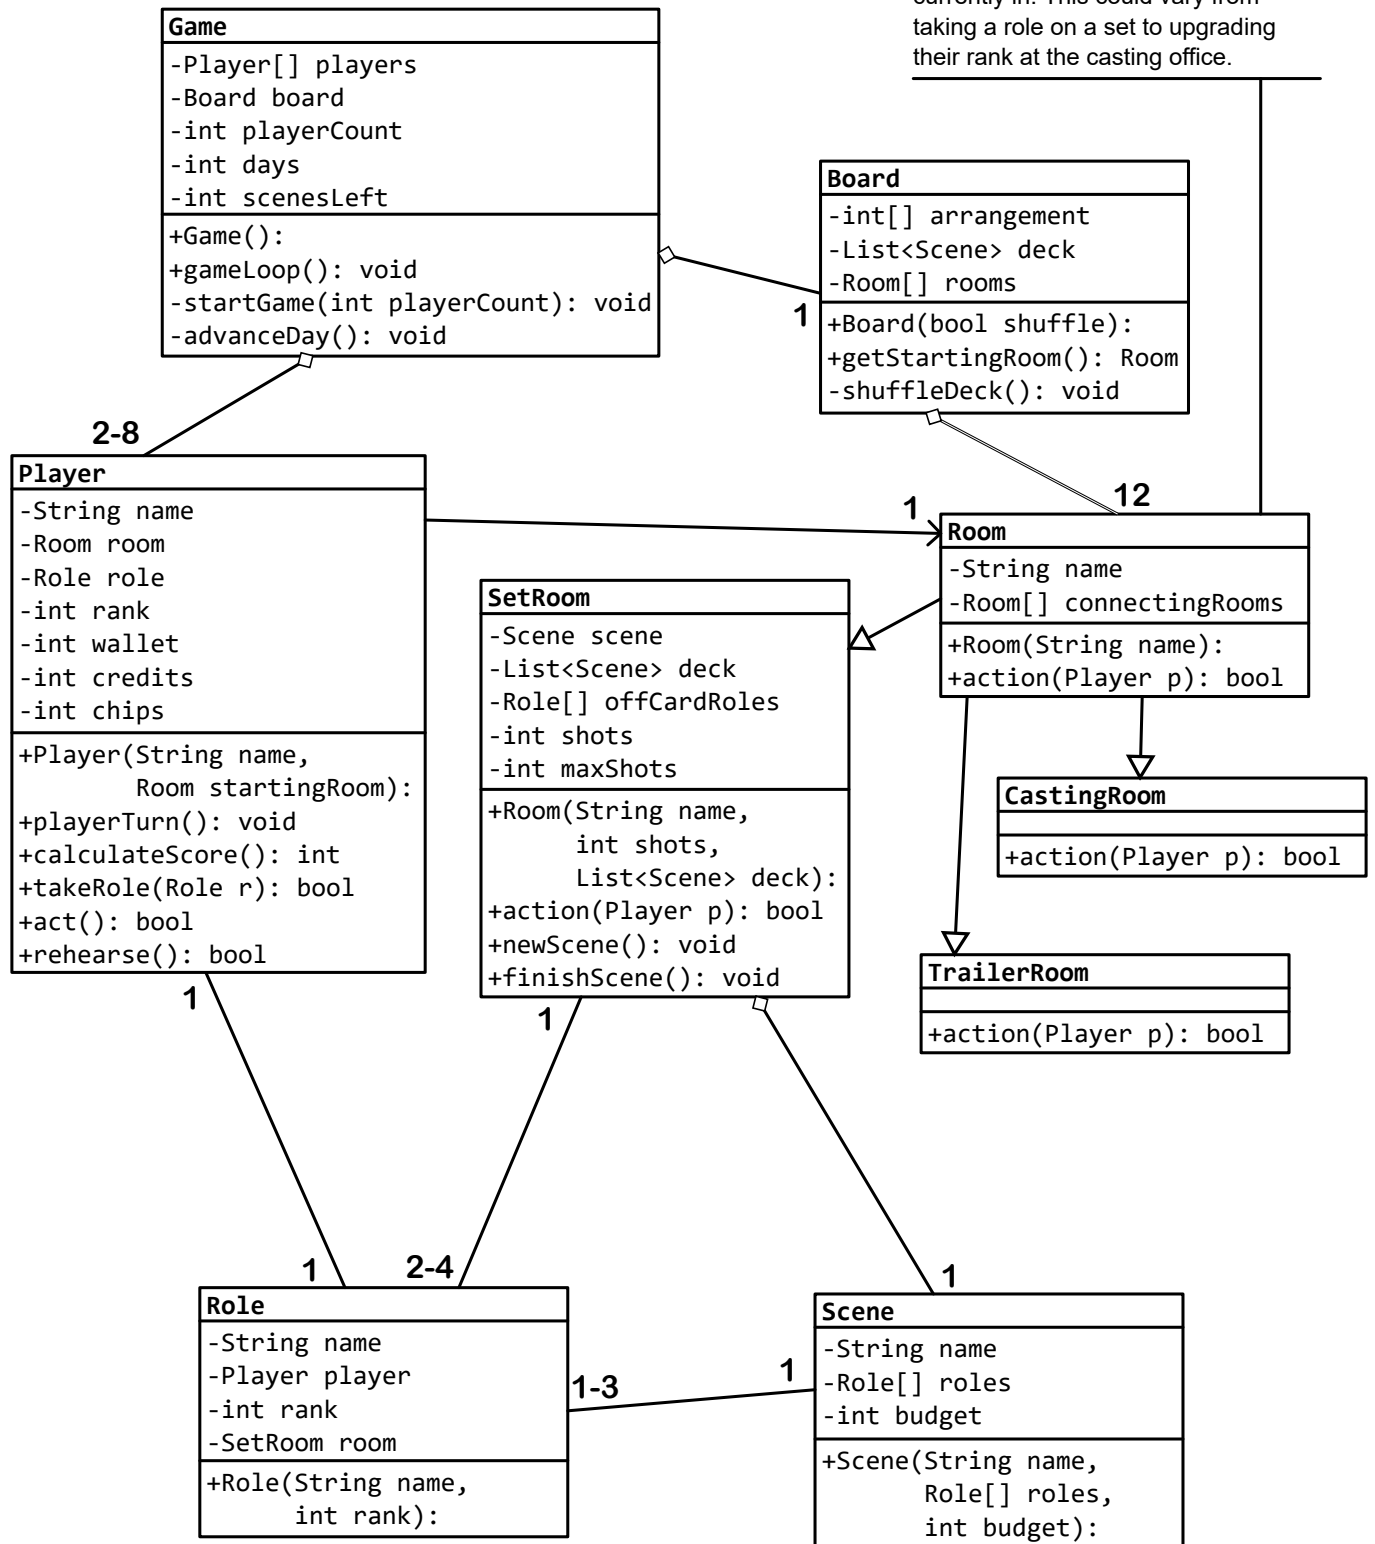 currently in. This could vary from
taking a role on a set to upgrading
their rank at the casting office.
Game
-Player[] players
-Board board
-int playerCount
-int days
-int scenesLeft
+Game():
+gameLoop(): void
-startGame(int playerCount): void
-advanceDay(): void
Board
-int[] arrangement
-List<Scene> deck
-Room[] rooms
+Board(bool shuffle):
+getStartingRoom(): Room
-shuffleDeck(): void
1
2-8
12
1
Player
-String name
-Room room
-Role role
-int rank
-int wallet
-int credits
-int chips
+Player(String name,
Room startingRoom):
+playerTurn(): void
+calculateScore(): int
+takeRole(Role r): bool
+act(): bool
+rehearse(): bool
SetRoom
-Scene scene
-List<Scene> deck
-Role[] offCardRoles
-int shots
-int maxShots
+Room(String name,
int shots,
List<Scene> deck):
+action(Player p): bool
+newScene(): void
+finishScene(): void
Room
-String name
-Room[] connectingRooms
+Room(String name):
+action(Player p): bool
CastingRoom
+action(Player p): bool
TrailerRoom
+action(Player p): bool
1
1
1
2-4
1
Role
-String name
-Player player
-int rank
-SetRoom room
+Role(String name,
int rank):
1-3
1
Scene
-String name
-Role[] roles
-int budget
+Scene(String name,
Role[] roles,
int budget):